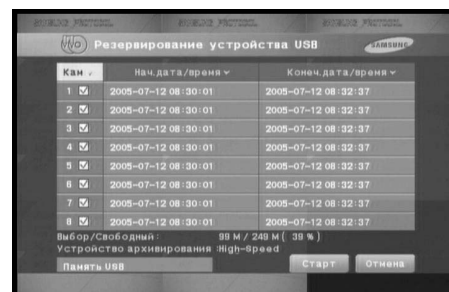 Резервирование устройства USB
SAMSUNG
Кан Нач.дата/время Конеч.дата/время
1 2005-07-12 08:30:01 2005-07-12 08:32:37
2 2005-07-12 08:30:01 2005-07-12 08:32:37
3 2005-07-12 08:30:01 2005-07-12 08:32:37
4 2005-07-12 08:30:01 2005-07-12 08:32:37
5 2005-07-12 08:30:01 2005-07-12 08:32:37
6 2005-07-12 08:30:01 2005-07-12 08:32:37
7 2005-07-12 08:30:01 2005-07-12 08:32:37
8 2005-07-12 08:30:01 2005-07-12 08:32:37
Выбор/Свободный: 99 M / 249 M ( 39 % )
Устройство архивирования :High-Speed
Память USB
Старт Отмена